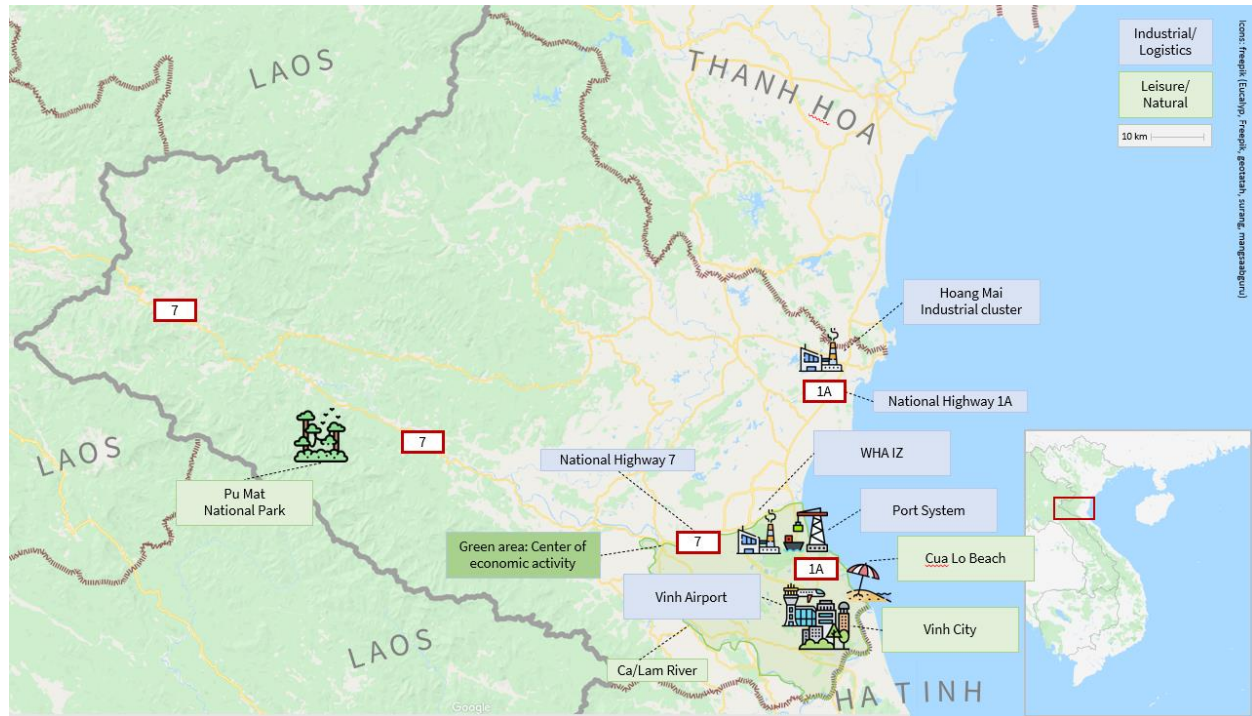 LAOS
THANH HOA
Industrial/
Logistics
Leisure/
Natural
10 km
Icons: freepik (Eucalyp, Freepik, geotatah, surang, mangsaabguru)
Hoang Mai
Industrial cluster
7
1A
National Highway 1A
7
LAOS
National Highway 7
WHA IZ
Pu Mat
National Park
Port System
7
Green area: Center of
economic activity
1A
Cua Lo Beach
Vinh Airport
Vinh City
LAOS
Ca/Lam River
HA TINH
Google